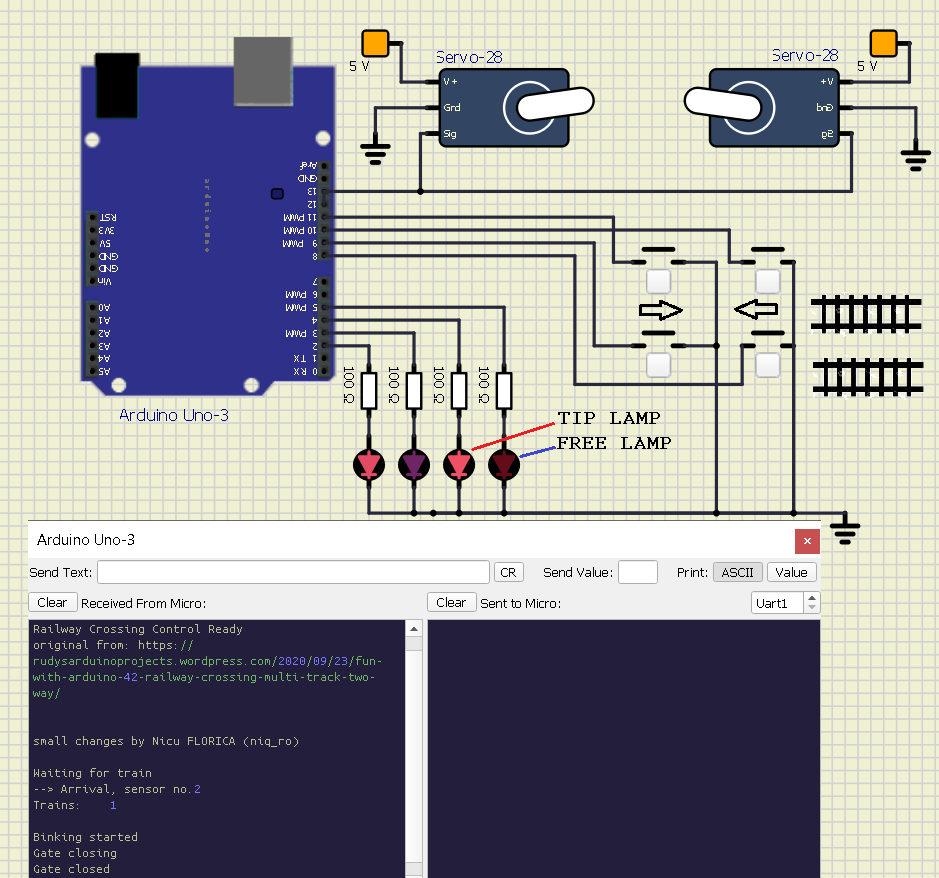 5 V
Servo-28
V+
Grd
Sig
Servo-28
5 V
V+
Grd
Sig
arduino.cc
Aref
GND
13
12
11 PWM
10 PWM
9 PWM
8
7
6 PWM
5 PWM
4
3 PWM
2
1 TX
0 RX
RST
3V3
5V
GND
GND
Vin
A0
A1
A2
A3
A4
A5
Arduino Uno-3
100 Ω
100 Ω
100 Ω
100 Ω
TIP LAMP
FREE LAMP
Arduino Uno-3
×
Send Text:
CR
Send Value:
Print:
ASCII
Value
Clear
Received From Micro:
Clear
Sent to Micro:
Uart1
Railway Crossing Control Ready
original from: https://
rudysarduinoprojects.wordpress.com/2020/09/23/fun-
with-arduino-42-railway-crossing-multi-track-two-
way/
small changes by Nicu FLORICA (niq_ro)
Waiting for train
--> Arrival, sensor no.2
Trains: 1
Binking started
Gate closing
Gate closed